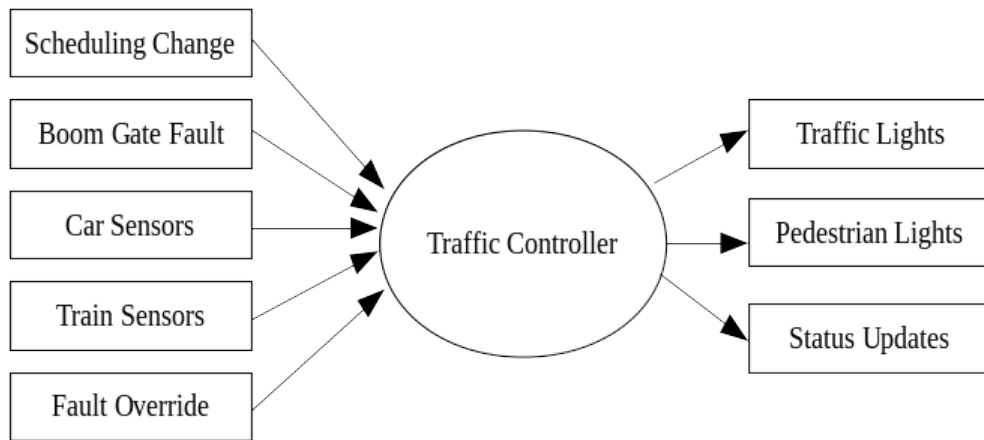 Scheduling Change
Boom Gate Fault
Car Sensors
Train Sensors
Fault Override
Traffic Controller
Traffic Lights
Pedestrian Lights
Status Updates